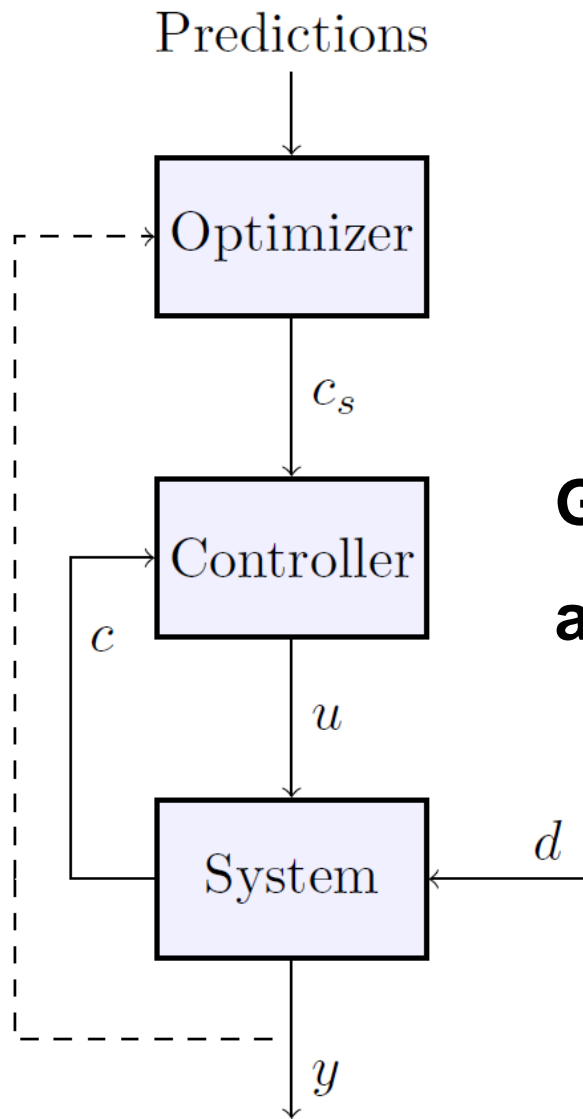 Predictions
Optimizer
c_s
Controller
G
a
c
u
d
System
y